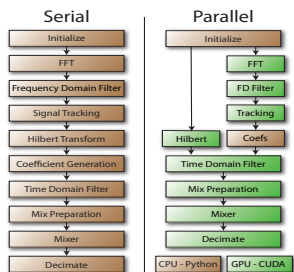 Serial
Initialize
FFT
Frequency Domain Filter
Signal Tracking
Hilbert Transform
Coefficient Generation
Time Domain Filter
Mix Preparation
Mixer
Decimate
Parallel
Initialize
FFT
FD Filter
Tracking
Hilbert
Coefs
Time Domain Filter
Mix Preparation
Mixer
Decimate
CPU - Python
GPU - CUDA